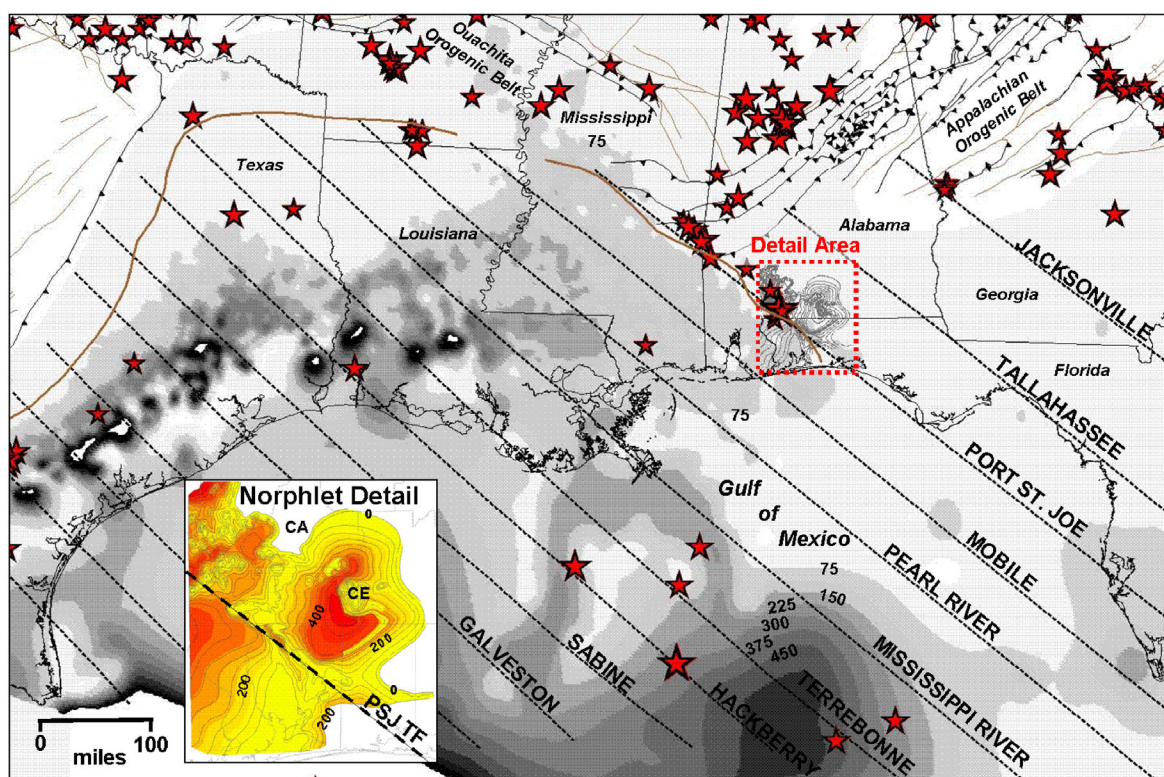 Ouachita
Orogenic Belt
Mississippi
75
Appalachian
Orogenic Belt
Texas
Louisiana
Alabama
Detail Area
Georgia
Florida
JACKSONVILLE
TALLAHASSEE
PORT ST. JOE
MOBILE
PEARL RIVER
MISSISSIPPI RIVER
TERREBONNE
HACKBERRY
SABINE
GALVESTON
75
Gulf
of
Mexico
75
150
225
300
375
450
Norphlet Detail
CA
0
CE
400
200
200
0
200
PSJTF
0 100
miles